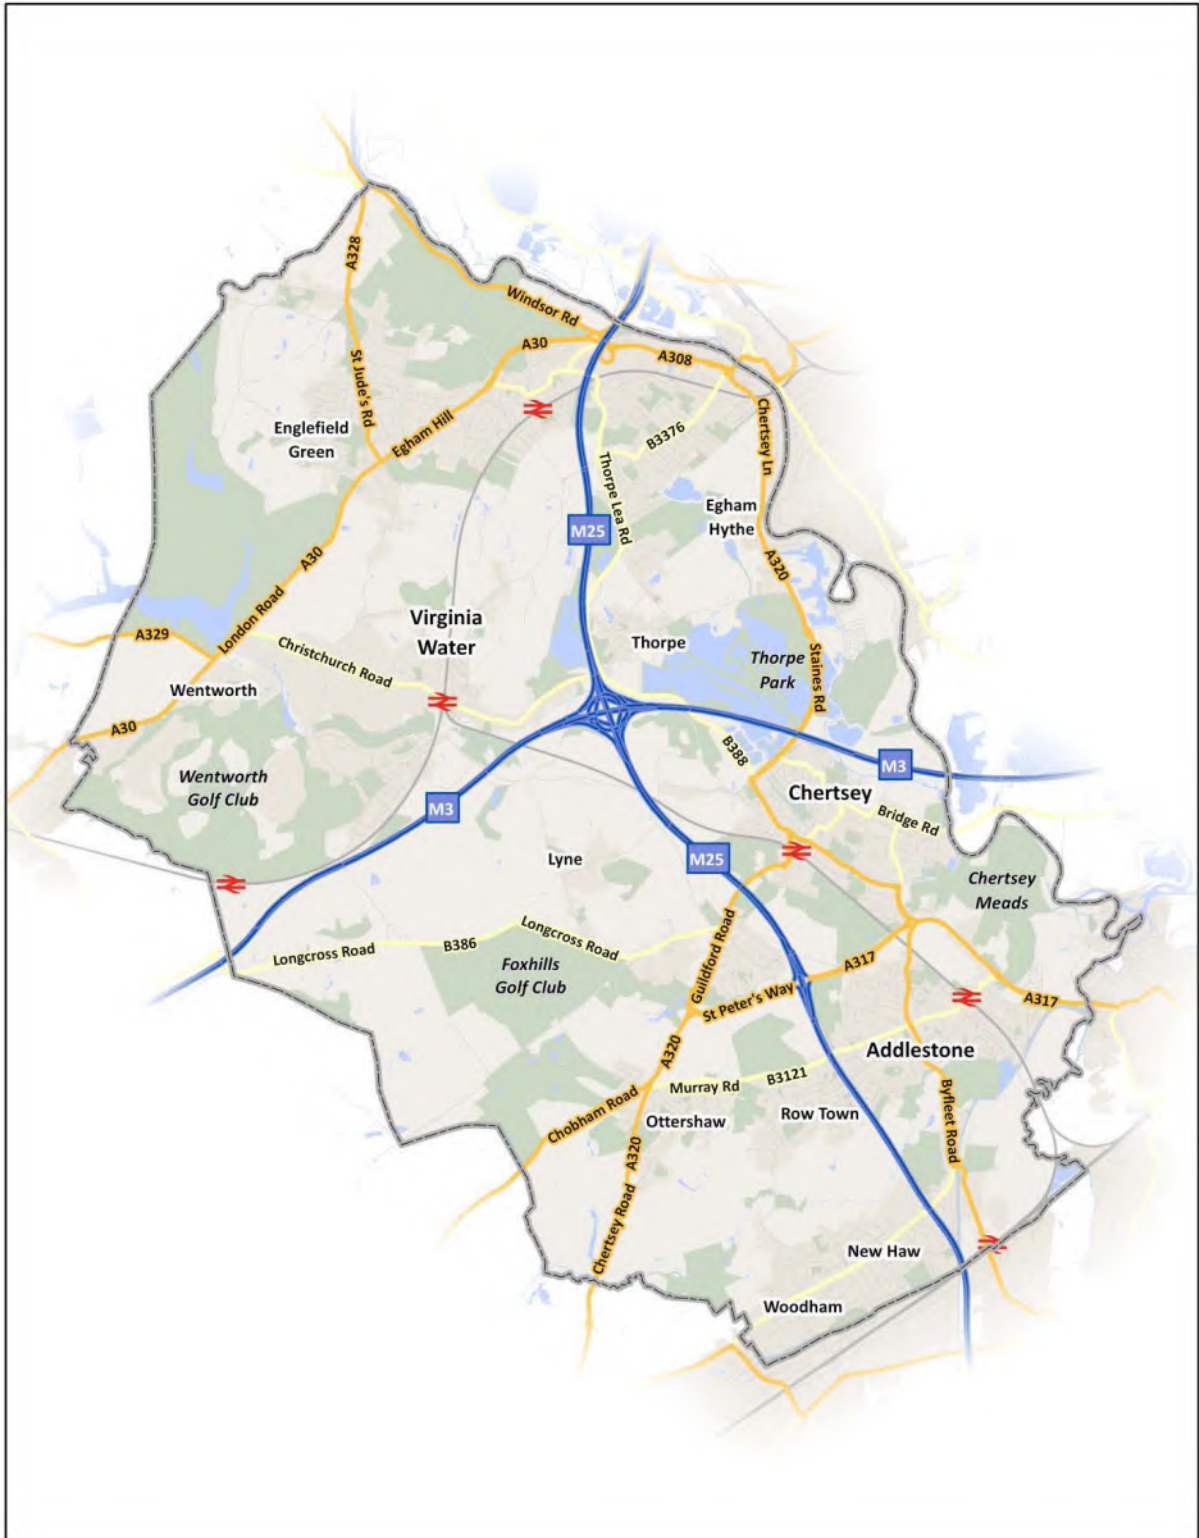 A328
Windsor Rd
A30
A308
St Jude's Rd
Egham Hill
Chertsey Ln
Englefield
Green
B3376
Thorpe Lea Rd
Egham
Hythe
M25
A30
A320
London Road
Virginia
Water
A329
Christchurch Road
Thorpe
Thorpe
Park
Staines Rd
Wentworth
A30
B388
M3
Wentworth
Golf Club
M3
Chertsey
Bridge Rd
Lyne
M25
Chertsey
Meads
Longcross Road
B386
Longcross Road
Guildford Road
Foxhills
Golf Club
A317
St Peter's Way
A317
A320
Addlestone
Murray Rd
B3121
Chobham Road
Ottershaw
Row Town
Byfleet Road
A320
Chertsey Road
New Haw
Woodham